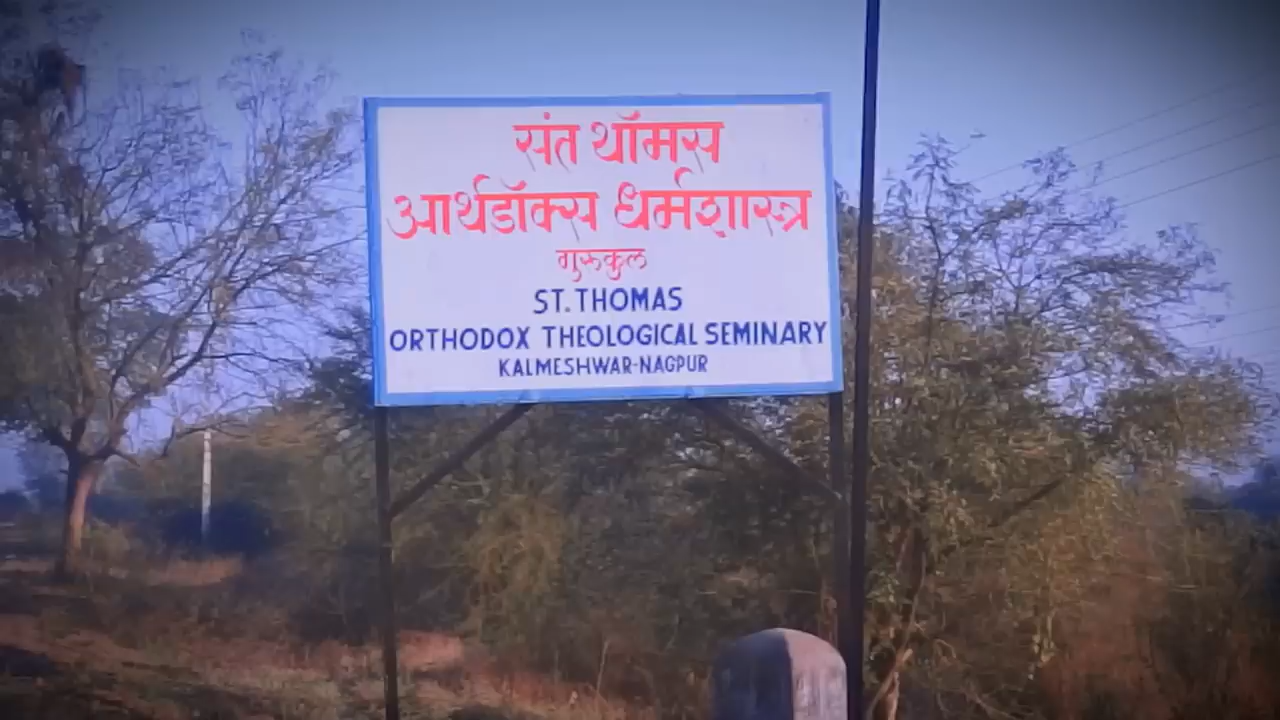 संत थॉमस
आर्थडॉक्स धर्मशास्त्र
गुरुकुल
ST. THOMAS
ORTHODOX THEOLOGICAL SEMINARY
KALMESHWAR-NAGPUR